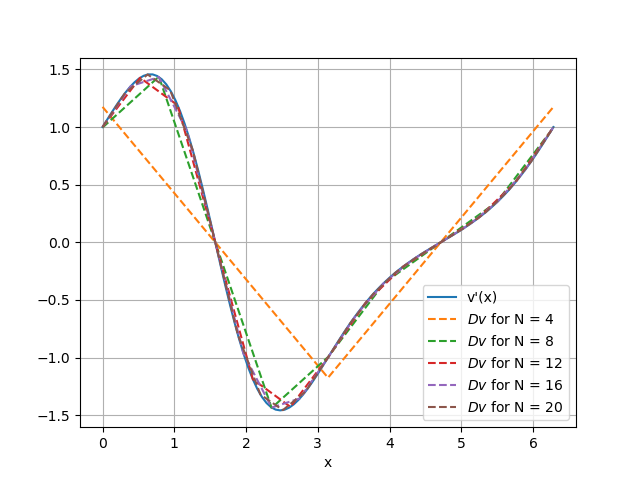 1.5
1.0
0.5
0.0
−0.5
−1.0
−1.5
0 1 2 3 4 5 6
x
v'(x)
Dv for N = 4
Dv for N = 8
Dv for N = 12
Dv for N = 16
Dv for N = 20